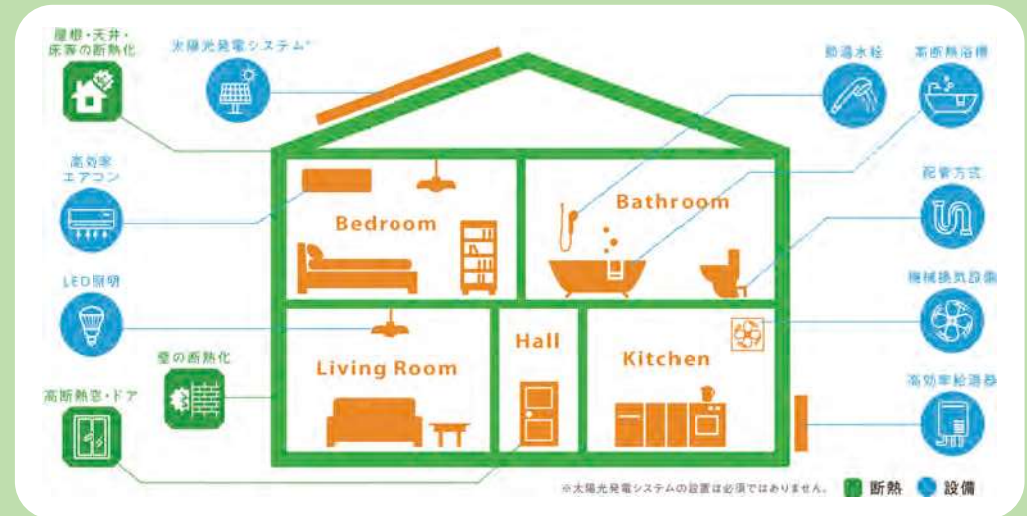 屋根・天井・
床等の断熱化
太陽光発電システム*
節湯水栓
高断熱浴槽
高効率
エアコン
Bedroom
Bathroom
配管方式
LED照明
機械換気設備
壁の断熱化
Living Room
Hall
Kitchen
高断熱窓・ドア
高効率給湯器
※太陽光発電システムの設置は必須ではありません。
断熱
設備